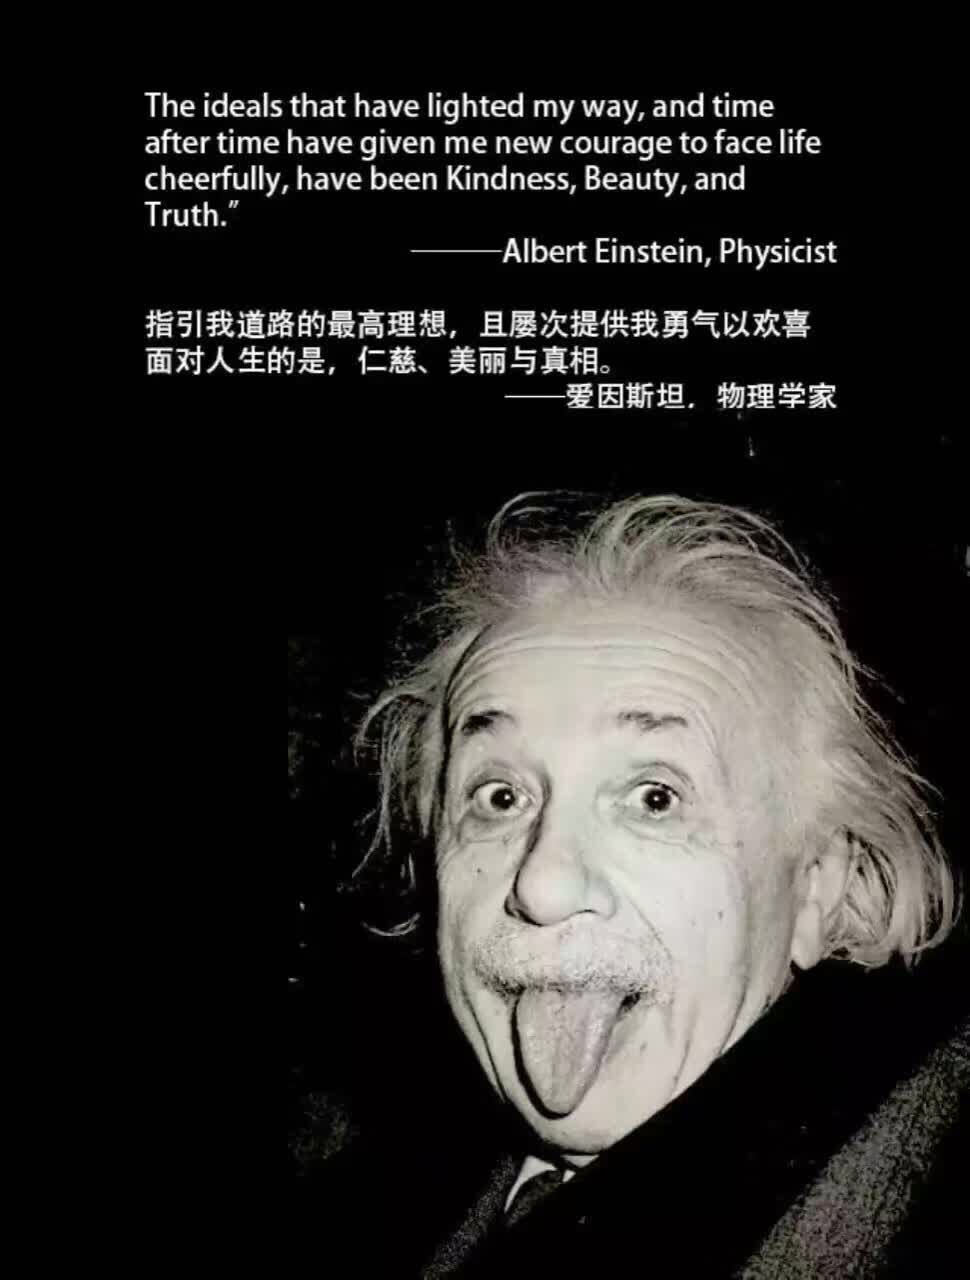 The ideals that have lighted my way, and time
after time have given me new courage to face life
cheerfully, have been Kindness, Beauty, and
Truth.”
———Albert Einstein, Physicist
指引我道路的最高理想，且屡次提供我勇气以欢喜
面对人生的是，仁慈、美丽与真相。
——爱因斯坦．物理学家